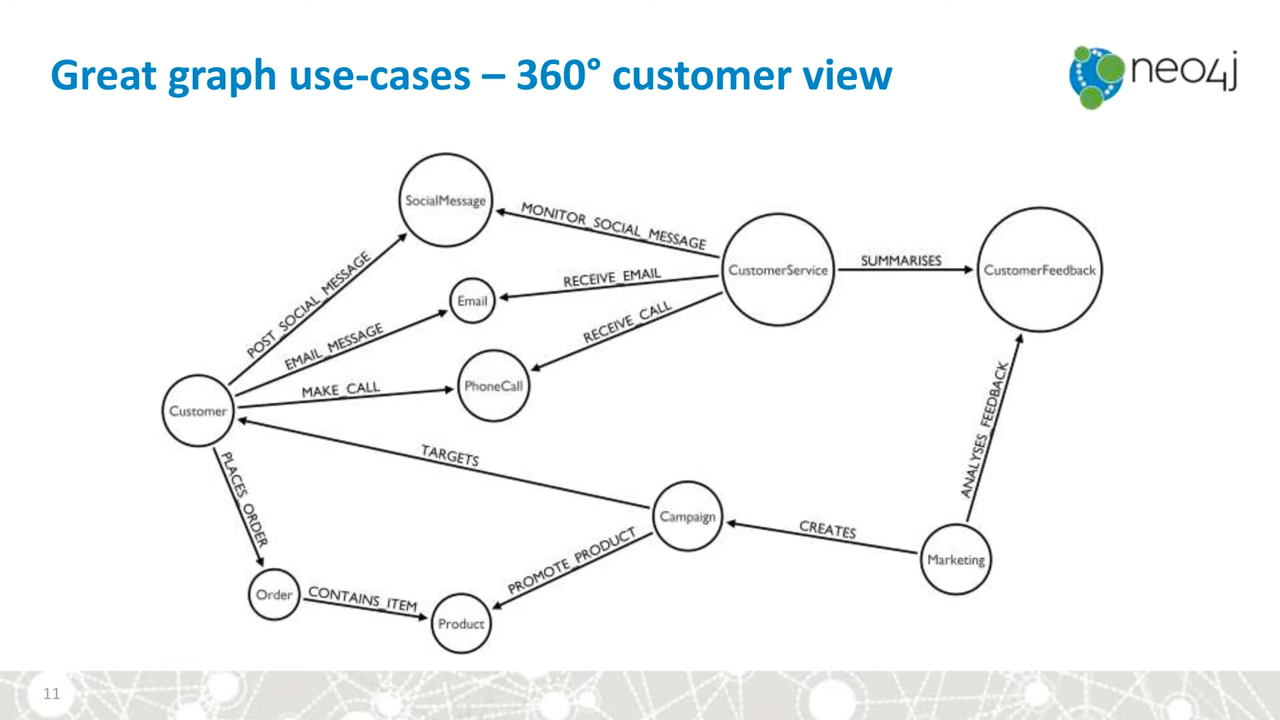 Great graph use-cases – 360° customer view
neo4j
SocialMessage
MONITOR_SOCIAL_MESSAGE
CustomerService
SUMMARISES
CustomerFeedback
POST_SOCIAL_MESSAGE
Email
RECEIVE_EMAIL
EMAIL_MESSAGE
RECEIVE_CALL
MAKE_CALL
PhoneCall
Customer
ANALYSES_FEEDBACK
TARGETS
PLACES_ORDER
Campaign
CREATES
Marketing
PROMOTE_PRODUCT
Order
CONTAINS_ITEM
Product
11